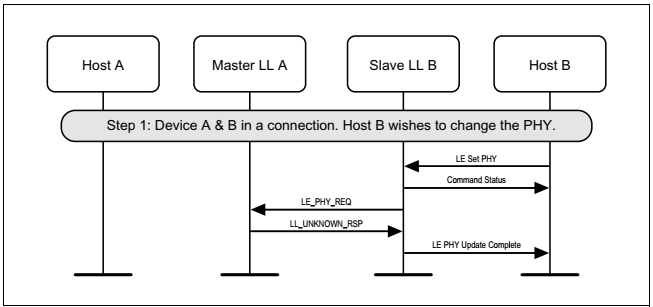 Host A
Master LL A
Slave LL B
Host B
Step 1: Device A & B in a connection. Host B wishes to change the PHY.
LE Set PHY
Command Status
LE_PHY_REQ
LL_UNKNOWN_RSP
LE PHY Update Complete